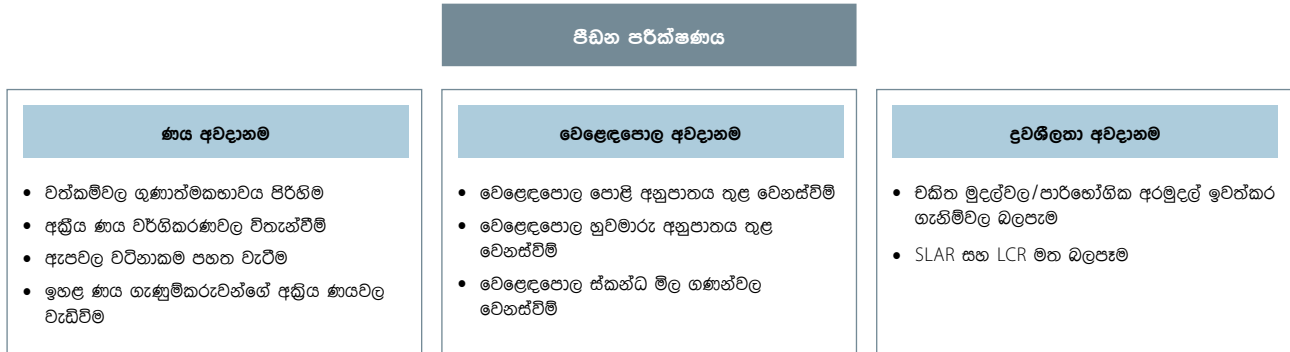 පීඩන පරීක්ෂණය
ණය අවදානම
• වත්කම්වල ගුණාත්මකභාවය පිරිහිම
• අක්‍රීය ණය වර්ගීකරණවල විතැන්වීම්
• ඇපවල වටිනාකම පහත වැටීම
• ඉහළ ණය ගැණුම්කරුවන්ගේ අක්‍රිය ණයවල
වැඩිවීම
වෙළෙඳපොල අවදානම
• වෙළෙඳපොල පොළි අනුපාතය තුළ වෙනස්වීම්
• වෙළෙඳපොල හුවමාරු අනුපාතය තුළ
වෙනස්වීම්
• වෙළෙඳපොල ස්කන්ධ මිල ගණන්වල
වෙනස්වීම්
ද්‍රවශීලතා අවදානම
• චකිත මුදල්වල/පාරිභෝගික අරමුදල් ඉවත්කර
ගැනීම්වල බලපැම
• SLAR සහ LCR මත බලපෑම